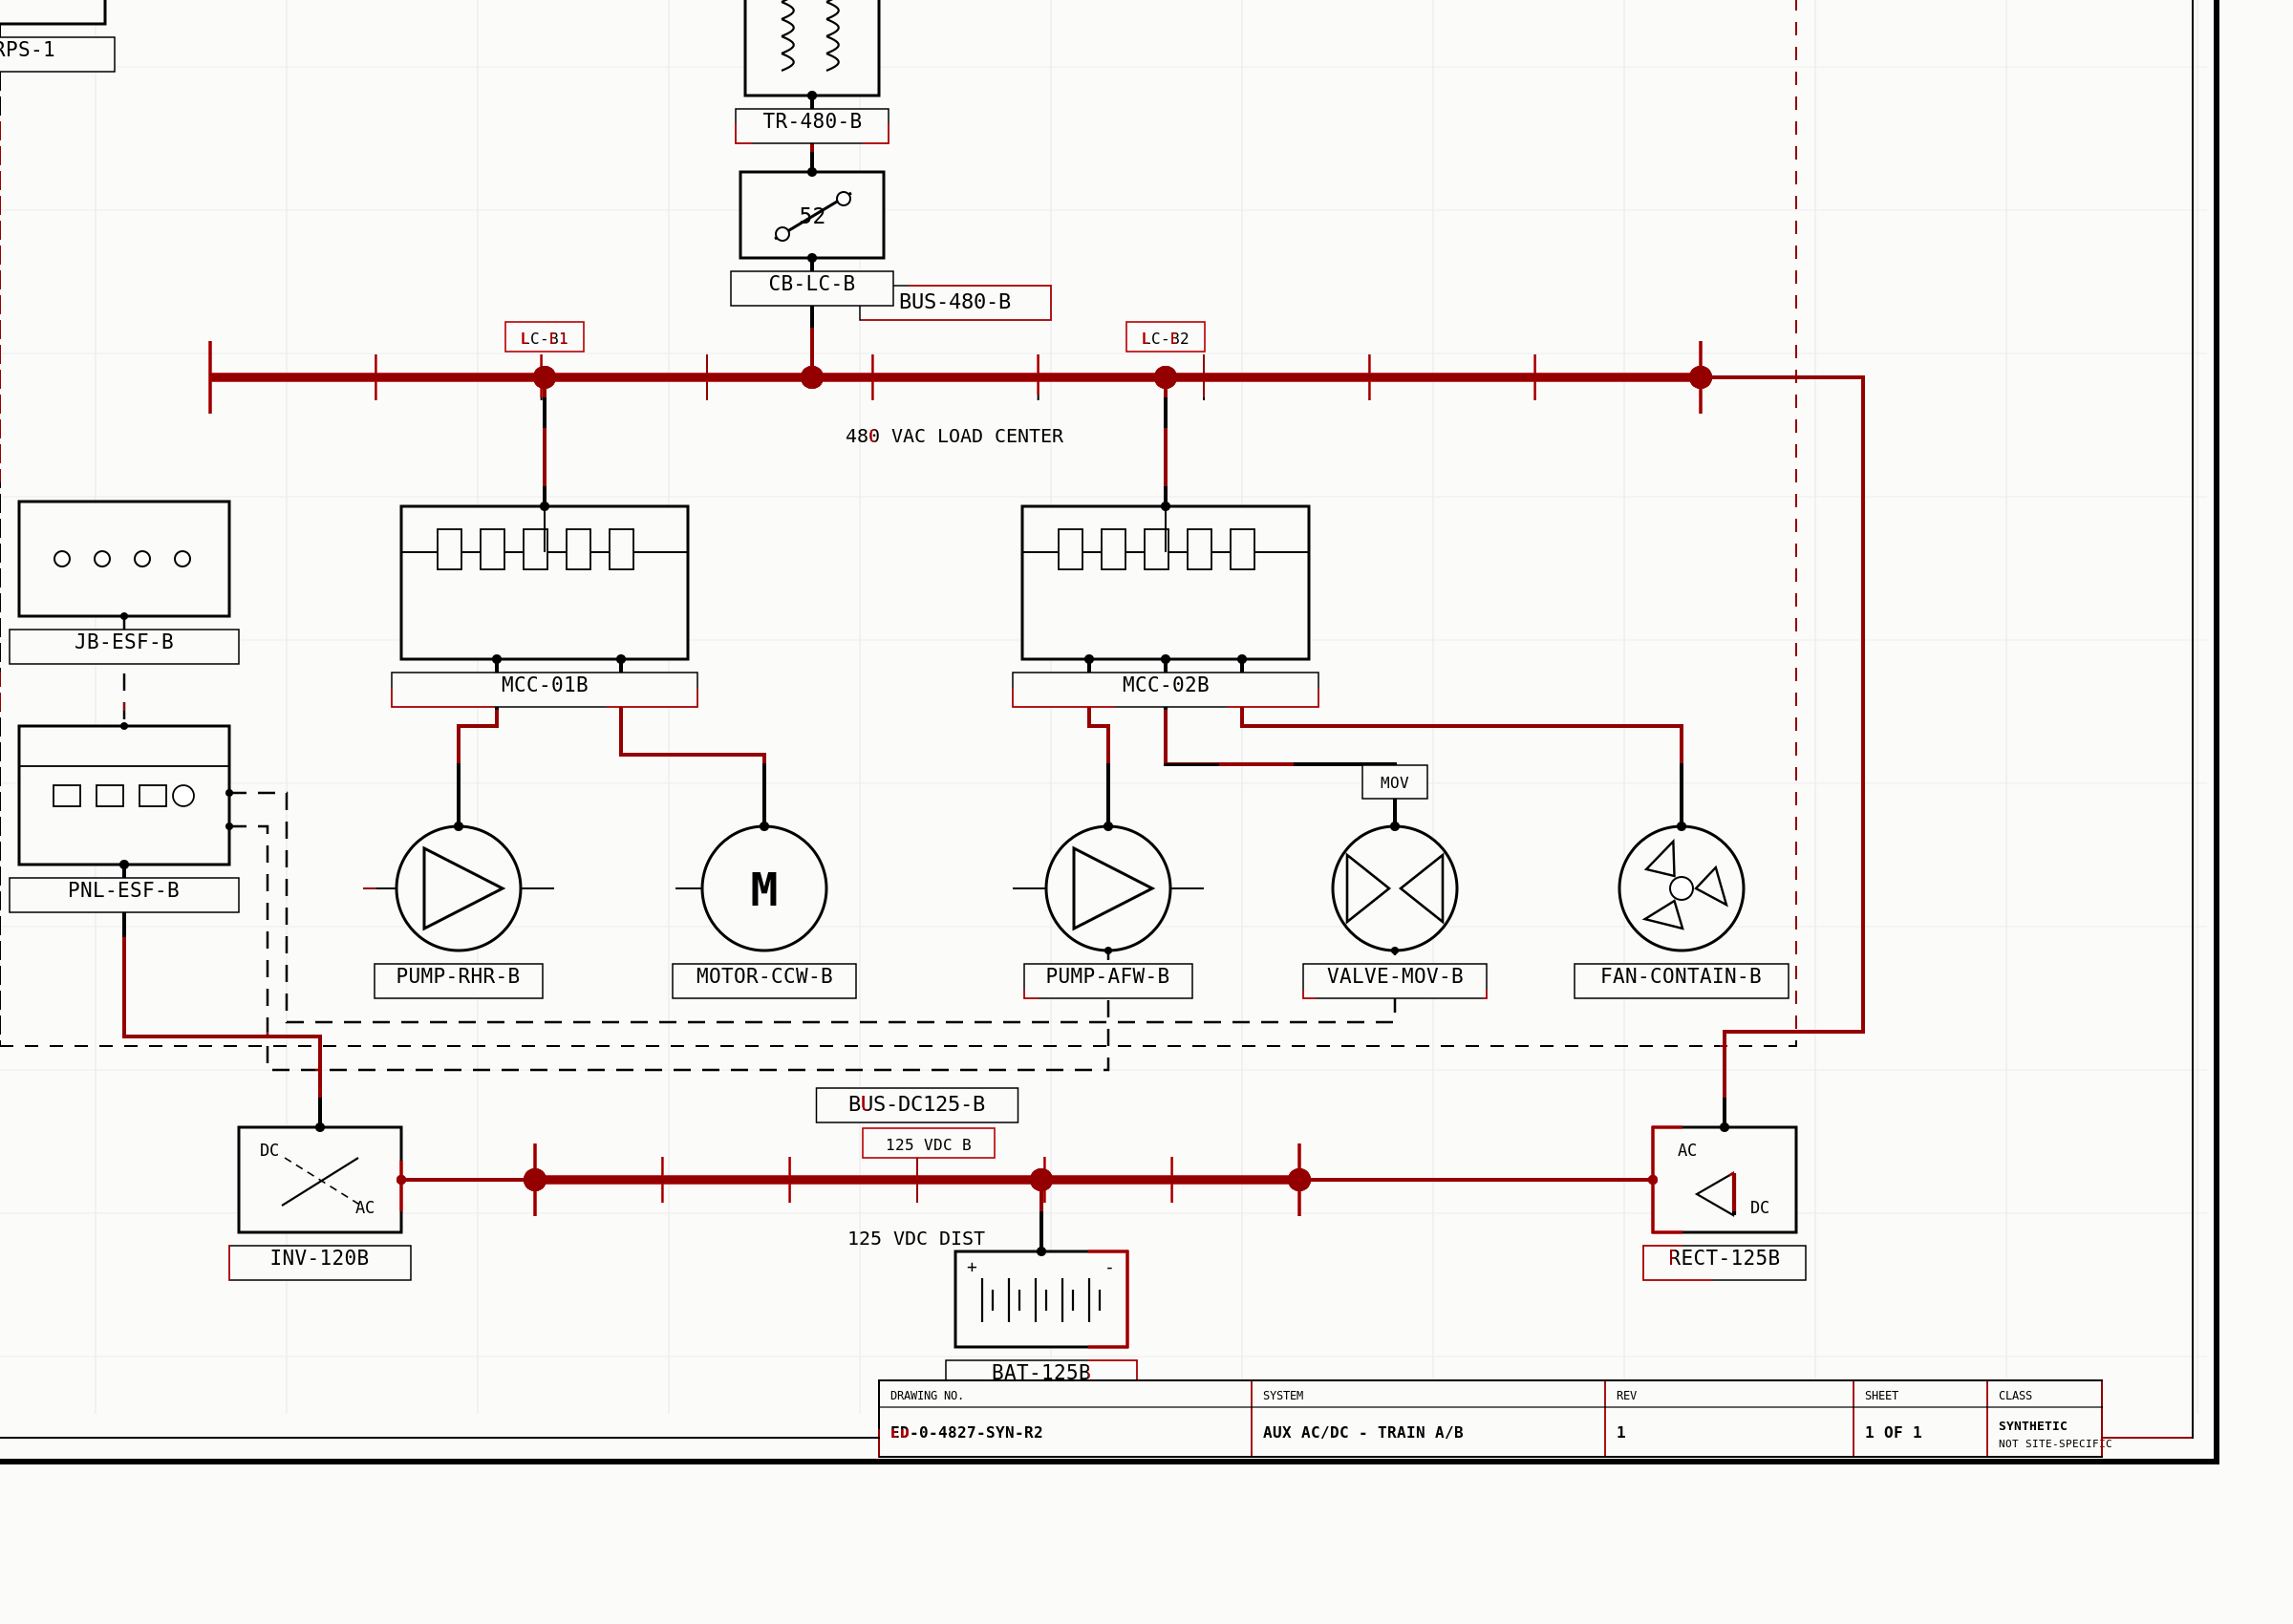 RPS-1
TR-480-B
52
CB-LC-B
BUS-480-B
LC-B1
LC-B2
480 VAC LOAD CENTER
JB-ESF-B
MCC-01B
MCC-02B
MOV
PNL-ESF-B
M
PUMP-RHR-B
MOTOR-CCW-B
PUMP-AFW-B
VALVE-MOV-B
FAN-CONTAIN-B
BUS-DC125-B
125 VDC B
DC
AC
AC
DC
125 VDC DIST
INV-120B
RECT-125B
+ -
BAT-125B
DRAWING NO. SYSTEM REV SHEET CLASS
ED-0-4827-SYN-R2 AUX AC/DC - TRAIN A/B 1 1 OF 1 SYNTHETIC
NOT SITE-SPECIFIC